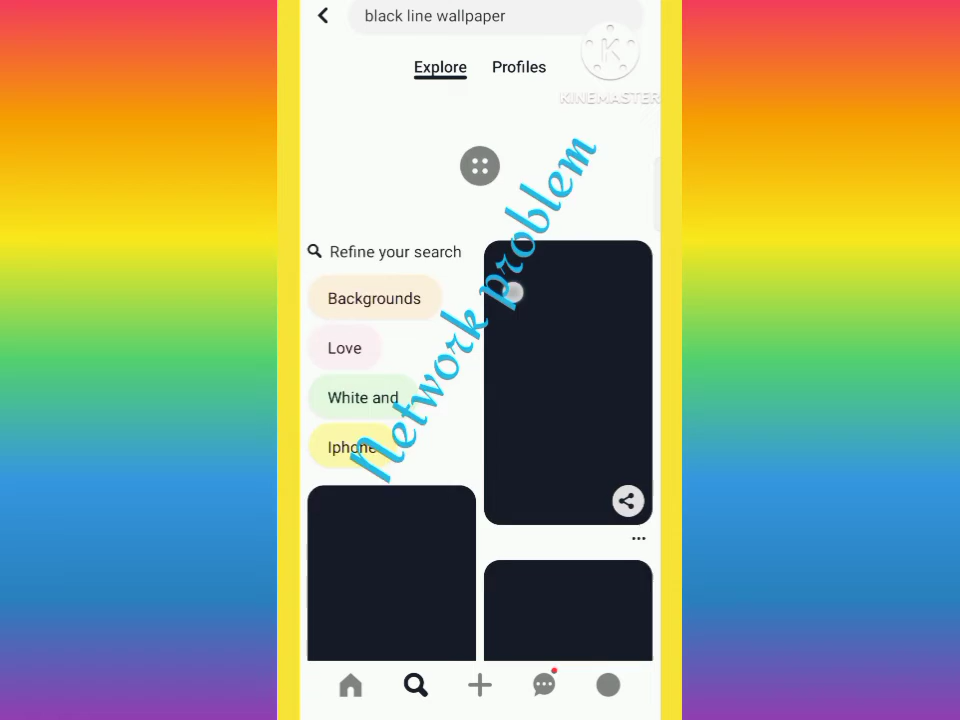 black line wallpaper
Explore
Profiles
KINEMASTER
Network problem
Refine your search
Backgrounds
Love
White and
Iphone